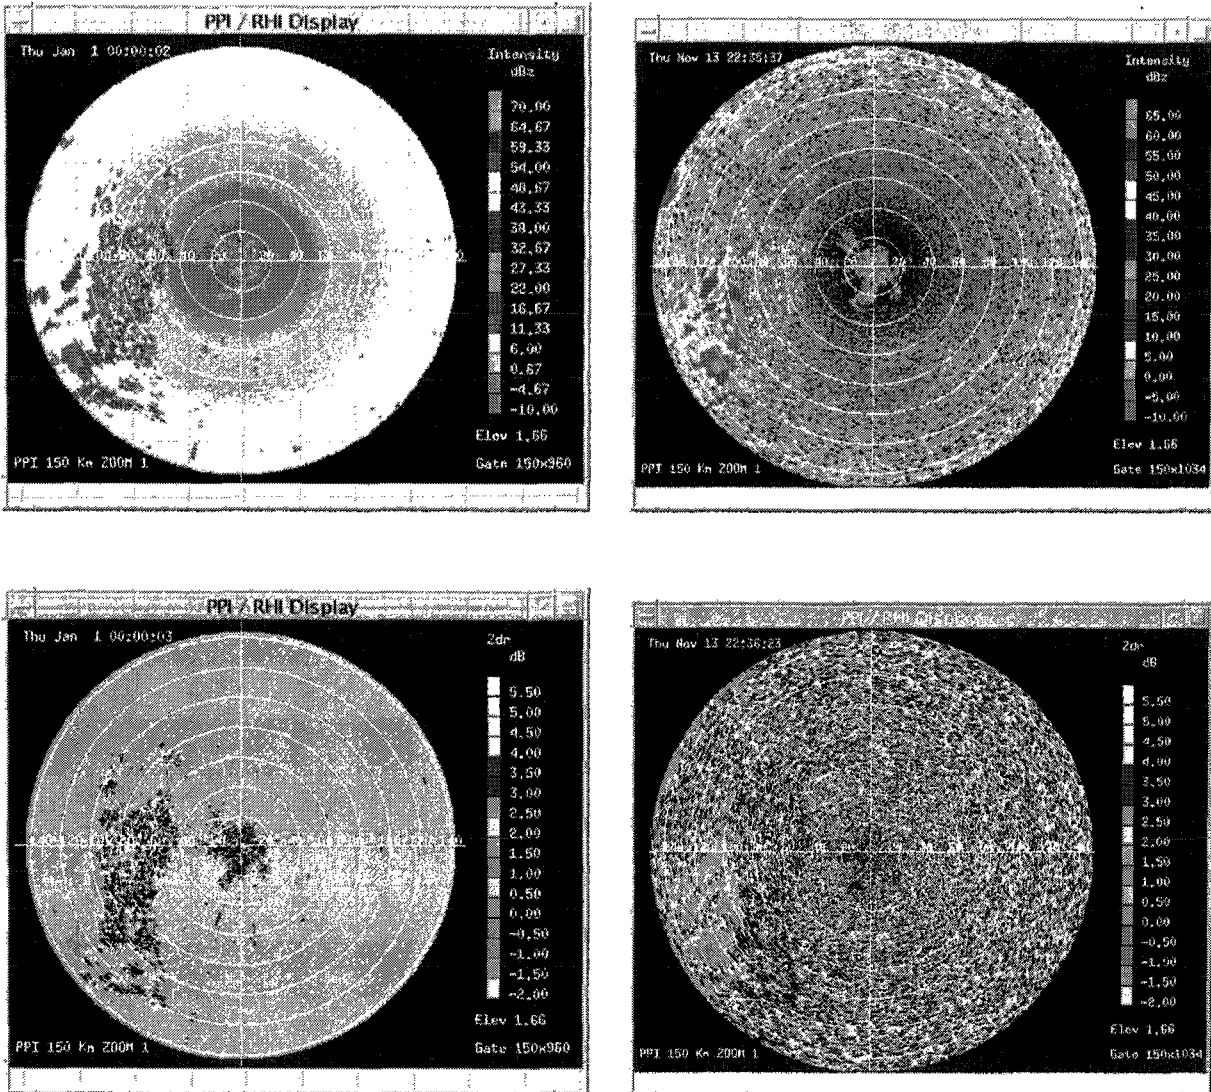 PPI / RHI Display
Thu Jan 1 00:00:02
Intensity
dBz
70.00
64.67
59.33
54.00
48.67
43.33
38.00
32.67
27.33
22.00
16.67
11.33
6.00
0.67
-4.67
-10.00
Elev 1.66
PPI 150 Km ZOOM 1
Gate 150x960
Thu Nov 13 22:35:37
Intensity
dBz
65.00
60.00
55.00
50.00
45.00
40.00
35.00
30.00
25.00
20.00
15.00
10.00
5.00
0.00
-5.00
-10.00
Elev 1.66
PPI 150 Km ZOOM 1
Gate 150x1034
PPI / RHI Display
Thu Jan 1 00:00:03
Zdr
dB
5.50
5.00
4.50
4.00
3.50
3.00
2.50
2.00
1.50
1.00
0.50
0.00
-0.50
-1.00
-1.50
-2.00
Elev 1.66
PPI 150 Km ZOOM 1
Gate 150x960
PPI / RHI Display
Thu Nov 13 22:36:23
Zdr
dB
5.50
5.00
4.50
4.00
3.50
3.00
2.50
2.00
1.50
1.00
0.50
0.00
-0.50
-1.00
-1.50
-2.00
Elev 1.66
PPI 150 Km ZOOM 1
Gate 150x1034